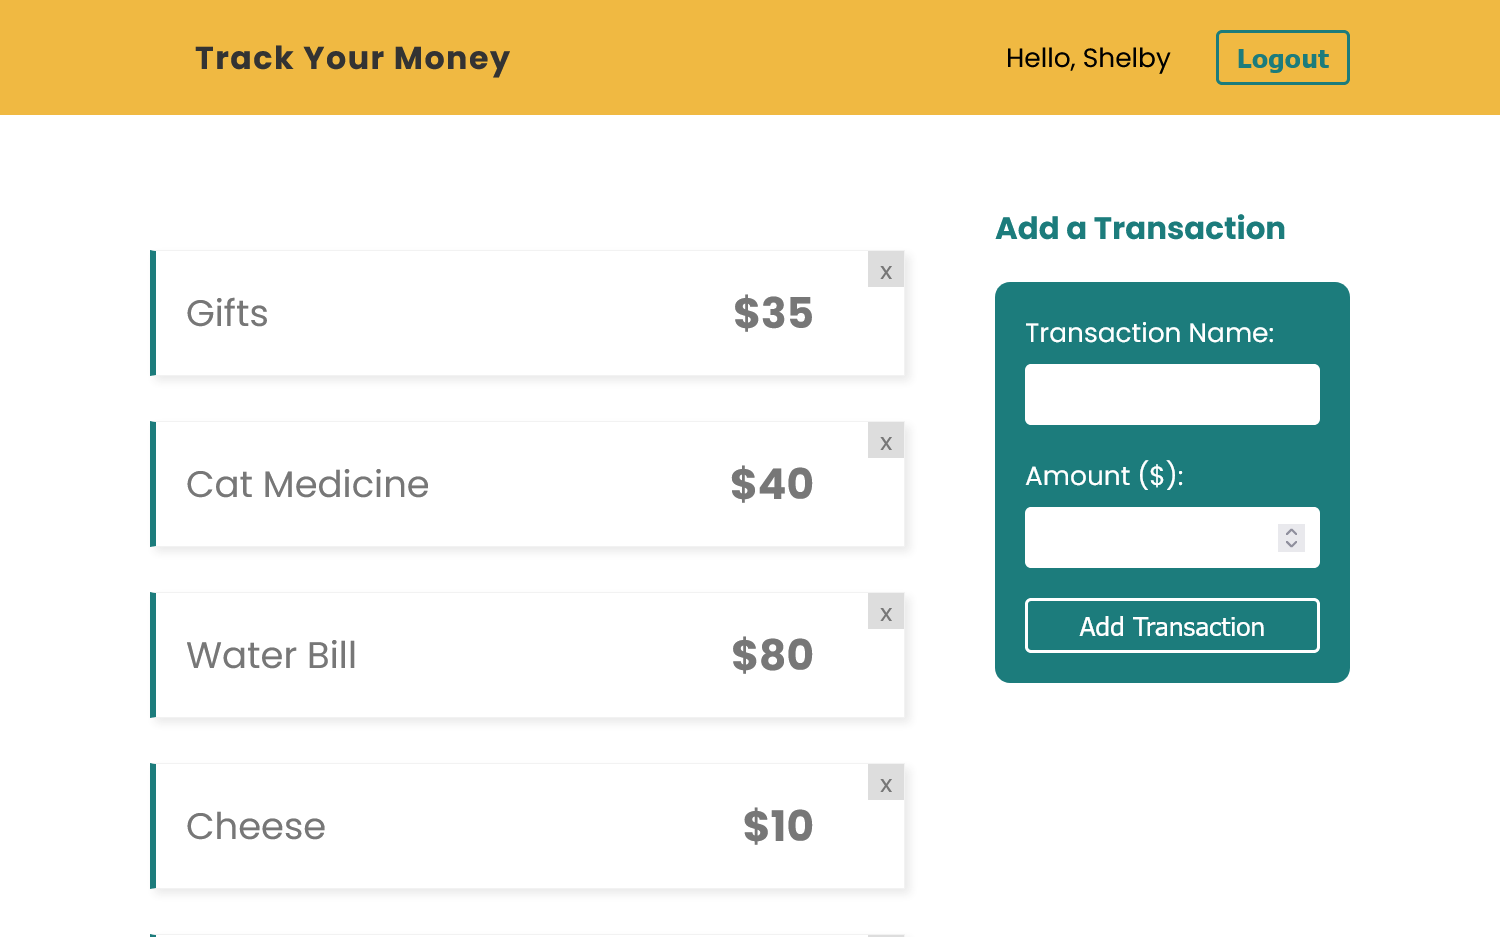 Track Your Money
Hello, Shelby
Logout
Gifts
$35
x
Cat Medicine
$40
x
Water Bill
$80
x
Cheese
$10
x
Add a Transaction
Transaction Name:
Amount ($):
Add Transaction